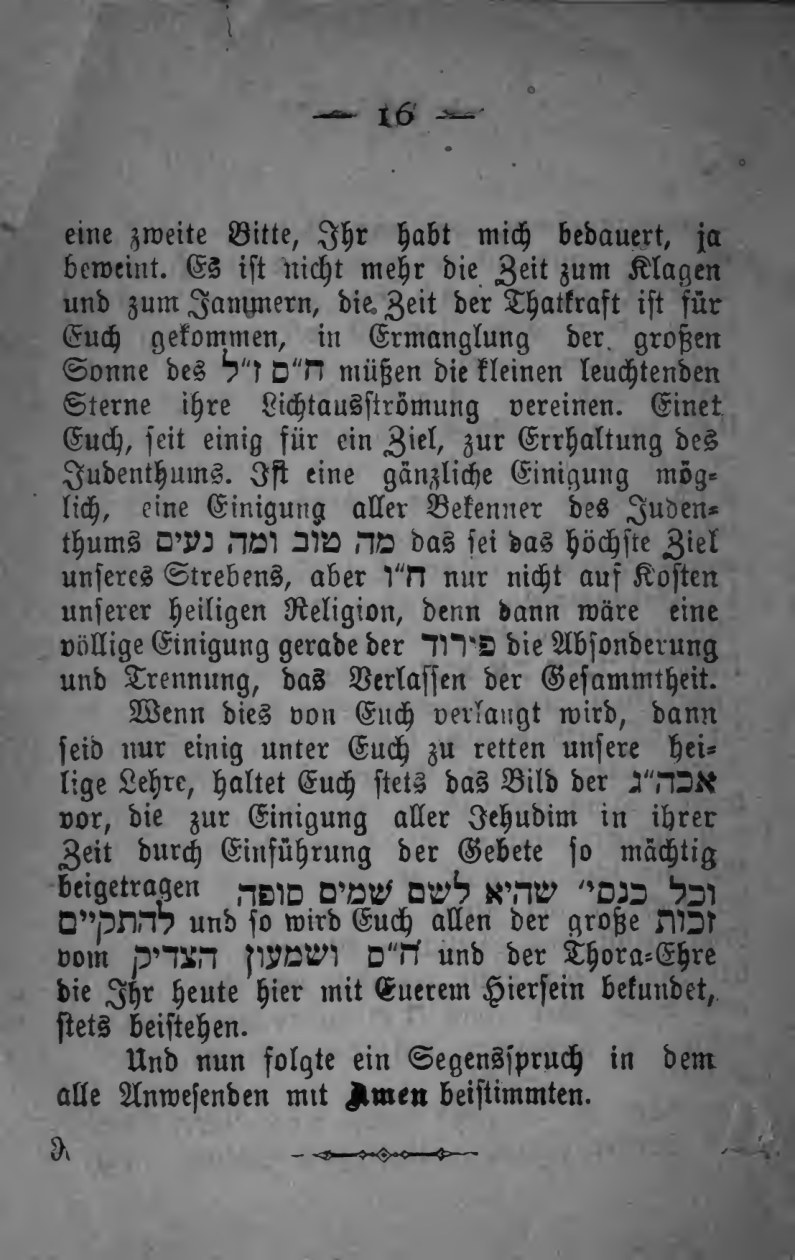 — 16 —
eine zweite Bitte, Ihr habt mich bedauert, ja
beweint. Es ist nicht mehr die Zeit zum Klagen
und zum Jammern, die Zeit der Thatkraft ist für
Euch gekommen, in Ermanglung der großen
Sonne des ח"ס ז"ל müßen die kleinen leuchtenden
Sterne ihre Lichtausströmung vereinen. Einet
Euch, seit einig für ein Ziel, zur Errhaltung des
Judenthums. Ist eine gänzliche Einigung mög-
lich, eine Einigung aller Bekenner des Juden-
thums מה טוב ומה נעים das sei das höchste Ziel
unseres Strebens, aber ח"ו nur nicht auf Kosten
unserer heiligen Religion, denn dann wäre eine
völlige Einigung gerade der פירוד die Absonderung
und Trennung, das Verlassen der Gesammtheit.
Wenn dies von Euch verlangt wird, dann
seid nur einig unter Euch zu retten unsere hei-
lige Lehre, haltet Euch stets das Bild der אכה"ג
vor, die zur Einigung aller Jehudim in ihrer
Zeit durch Einführung der Gebete so mächtig
beigetragen וכל כנסי' שהיא לשם שמים סופה
להתקיים und so wird Euch allen der große זכות
vom ח"ס ושמעון הצדיק und der Thora-Ehre
die Ihr heute hier mit Euerem Hiersein bekundet,
stets beistehen.
Und nun folgte ein Segensspruch in dem
alle Anwesenden mit Amen beistimmten.